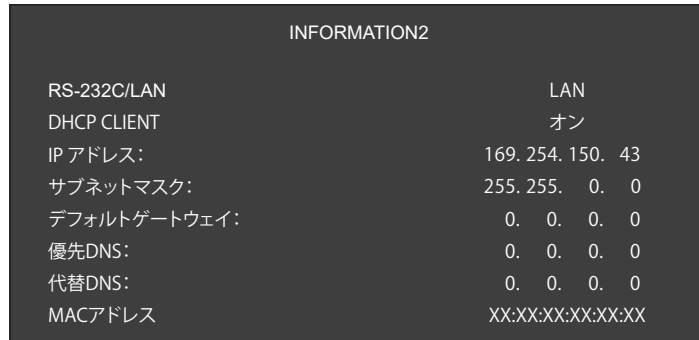 INFORMATION2
RS-232C/LAN LAN
DHCP CLIENT オン
IP アドレス: 169. 254. 150. 43
サブネットマスク: 255. 255. 0. 0
デフォルトゲートウェイ: 0. 0. 0. 0
優先DNS: 0. 0. 0. 0
代替DNS: 0. 0. 0. 0
MACアドレス XX:XX:XX:XX:XX:XX